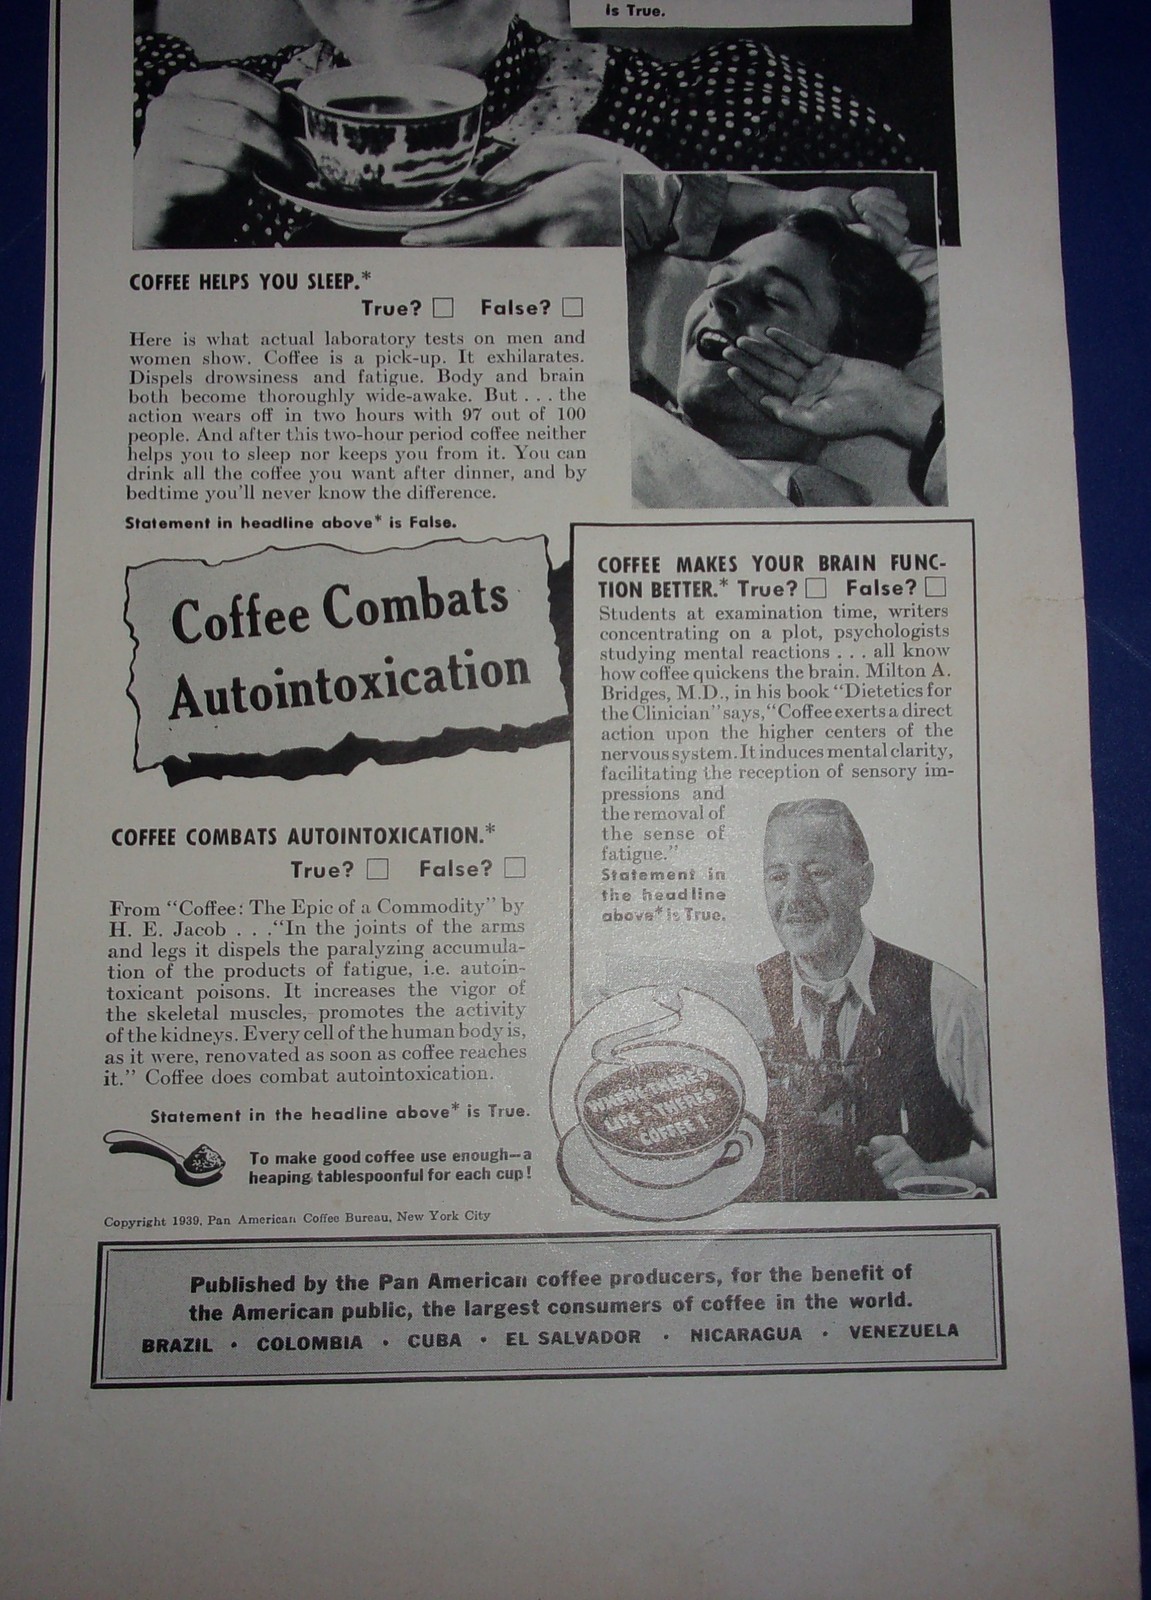 is True.
COFFEE HELPS YOU SLEEP.*
True? False?
Here is what actual laboratory tests on men and
women show. Coffee is a pick-up. It exhilarates.
Dispels drowsiness and fatigue. Body and brain
both become thoroughly wide-awake. But . . . the
action wears off in two hours with 97 out of 100
people. And after this two-hour period coffee neither
helps you to sleep nor keeps you from it. You can
drink all the coffee you want after dinner, and by
bedtime you'll never know the difference.
Statement in headline above* is False.
Coffee Combats
Autointoxication
COFFEE COMBATS AUTOINTOXICATION.*
True? False?
From "Coffee: The Epic of a Commodity" by
H. E. Jacob . . ."In the joints of the arms
and legs it dispels the paralyzing accumula-
tion of the products of fatigue, i.e. autoin-
toxicant poisons. It increases the vigor of
the skeletal muscles, promotes the activity
of the kidneys. Every cell of the human body is,
as it were, renovated as soon as coffee reaches
it." Coffee does combat autointoxication.
Statement in the headline above* is True.
To make good coffee use enough—a
heaping tablespoonful for each cup!
COFFEE MAKES YOUR BRAIN FUNC-
TION BETTER.* True? False?
Students at examination time, writers
concentrating on a plot, psychologists
studying mental reactions . . . all know
how coffee quickens the brain. Milton A.
Bridges, M.D., in his book "Dietetics for
the Clinician" says, "Coffee exerts a direct
action upon the higher centers of the
nervous system. It induces mental clarity,
facilitating the reception of sensory im-
pressions and
the removal of
the sense of
fatigue."
Statement in
the headline
above* is True.
WHERE THERE'S
LIFE THERE'S
COFFEE!
Copyright 1939, Pan American Coffee Bureau, New York City
Published by the Pan American coffee producers, for the benefit of
the American public, the largest consumers of coffee in the world.
BRAZIL • COLOMBIA • CUBA • EL SALVADOR • NICARAGUA • VENEZUELA